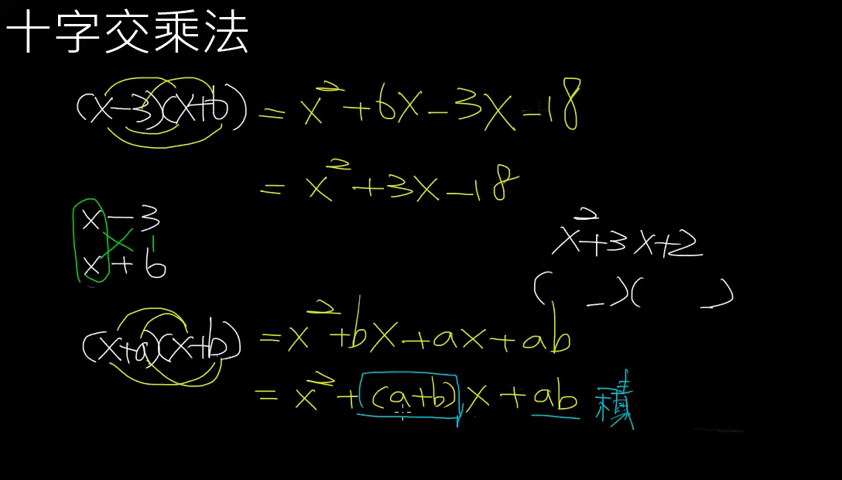 十字交乘法
(x-3)(x+6) = x²+6x-3x-18
= x²+3x-18
x-3
x+6
x²+3x+2
(  )(  )
(x+a)(x+b) = x²+bx+ax+ab
= x²+(a+b)x+ab 積